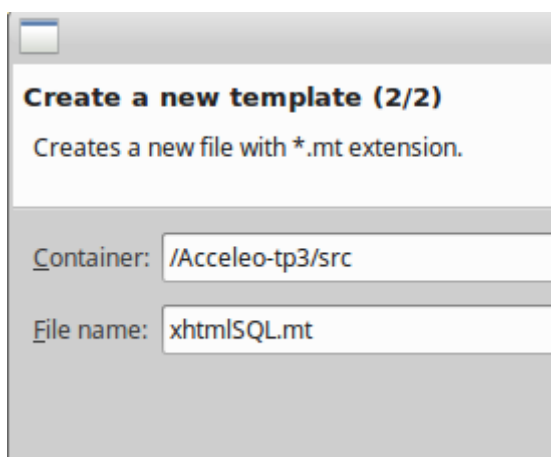 Create a new template (2/2)
Creates a new file with *.mt extension.
Container: /Acceleo-tp3/src
File name: xhtmlSQL.mt